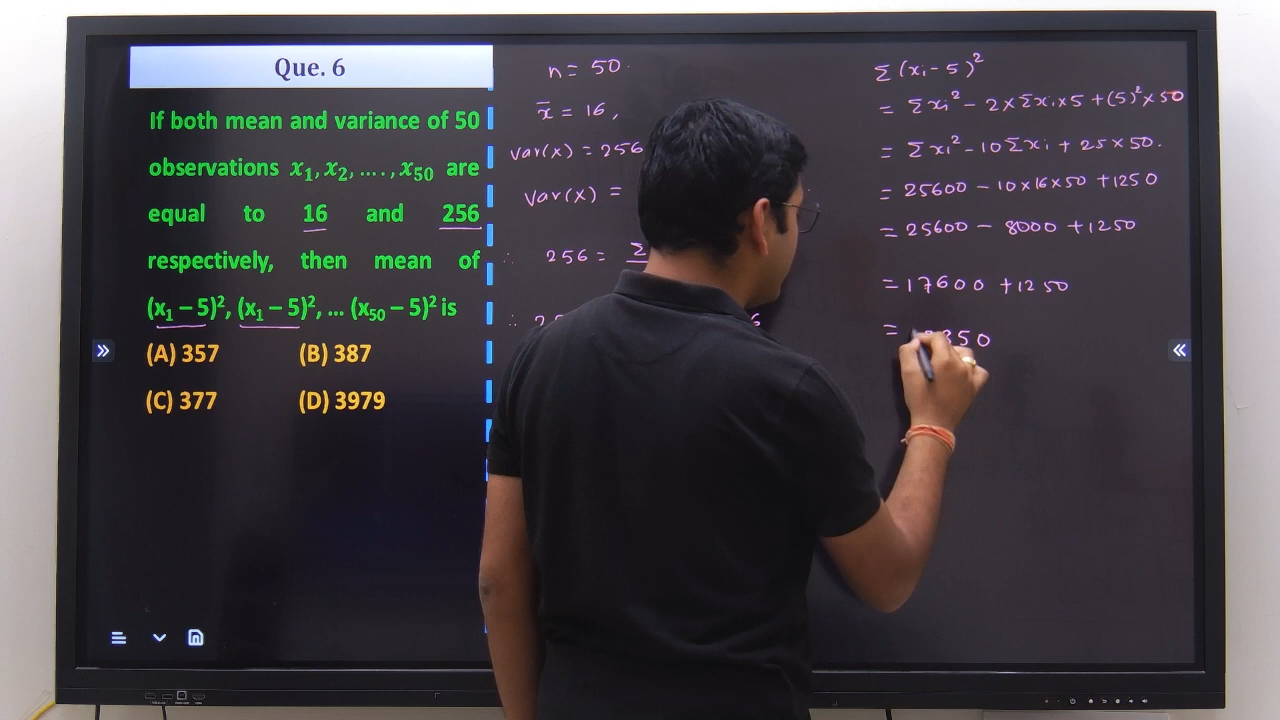 Que. 6
If both mean and variance of 50
observations x₁, x₂, ...., x₅₀ are
equal to 16 and 256
respectively, then mean of
(x₁ – 5)², (x₁ – 5)², ... (x₅₀ – 5)² is
(A) 357 (B) 387
(C) 377 (D) 3979
n = 50
x̄ = 16,
var(x) = 256
var(x) =
∴ 256 = Σ
∴
Σ(xᵢ - 5)²
= Σxᵢ² - 2×Σxᵢ×5 + (5)²×50
= Σxᵢ² - 10Σxᵢ + 25×50.
= 25600 - 10×16×50 + 1250
= 25600 - 8000 + 1250
= 17600 + 1250